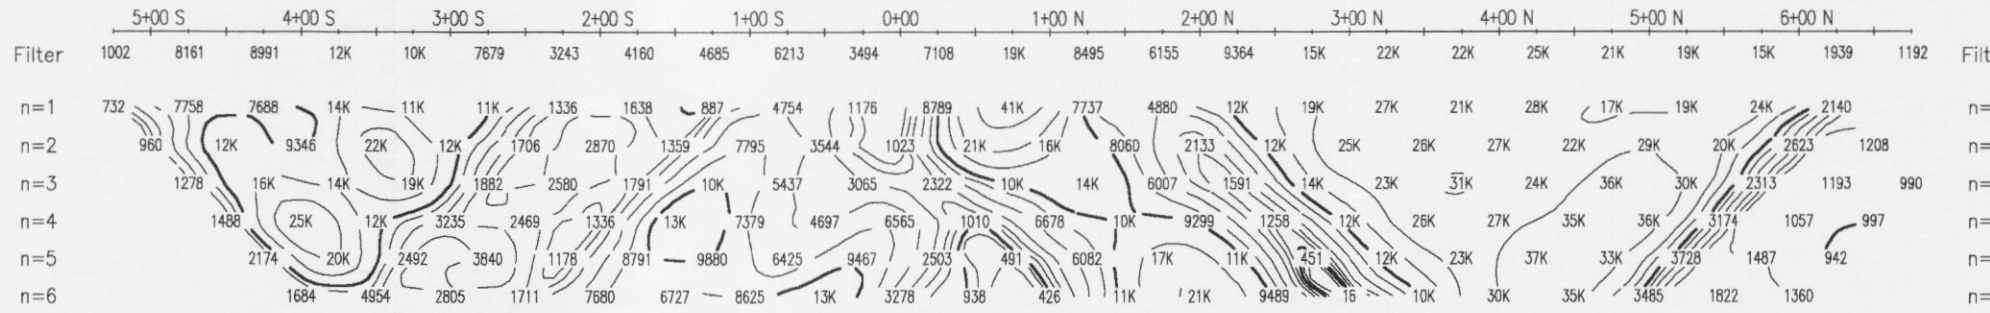 5+00 S 4+00 S 3+00 S 2+00 S 1+00 S 0+00 1+00 N 2+00 N 3+00 N 4+00 N 5+00 N 6+00 N
Filter 1002 8161 8991 12K 10K 7679 3243 4160 4685 6213 3494 7108 19K 8495 6155 9364 15K 22K 22K 25K 21K 19K 15K 1939 1192 Filt
n=1 732 7758 7688 14K 11K 11K 1336 1638 887 4754 1176 8789 41K 7737 4880 12K 19K 27K 21K 28K 17K 19K 24K 2140 n=
n=2 960 12K 9346 22K 12K 1706 2870 1359 7795 3544 1023 21K 16K 8060 2133 12K 25K 26K 27K 22K 29K 20K 2623 1208 n=
n=3 1278 16K 14K 19K 1882 2580 1791 10K 5437 3065 2322 10K 14K 6007 1591 14K 23K 31K 24K 36K 30K 2313 1193 990 n=
n=4 1488 25K 12K 3235 2469 1336 13K 7379 4697 6565 1010 6678 10K 9299 1258 12K 26K 27K 35K 36K 3174 1057 997 n=
n=5 2174 20K 2492 3840 1178 8791 9880 6425 9467 2503 491 6082 17K 11K 451 12K 23K 37K 33K 3728 1487 942 n=
n=6 1684 4954 2805 1711 7680 6727 8625 13K 3278 938 426 11K 21K 9489 16 10K 30K 35K 3485 1822 1360 n=